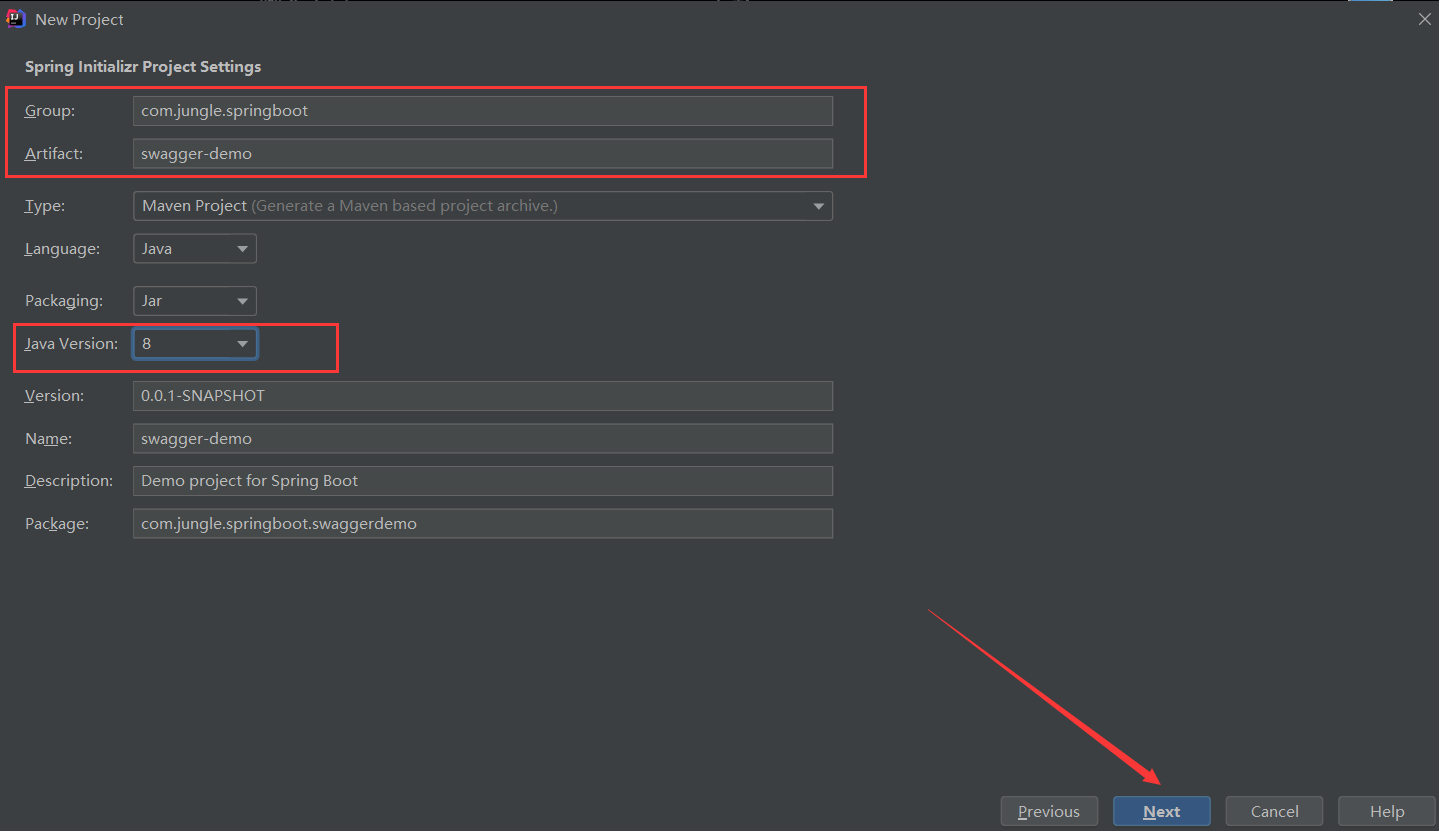 New Project
Spring Initializr Project Settings
Group: com.jungle.springboot
Artifact: swagger-demo
Type: Maven Project (Generate a Maven based project archive.)
Language: Java
Packaging: Jar
Java Version: 8
Version: 0.0.1-SNAPSHOT
Name: swagger-demo
Description: Demo project for Spring Boot
Package: com.jungle.springboot.swaggerdemo
Previous Next Cancel Help